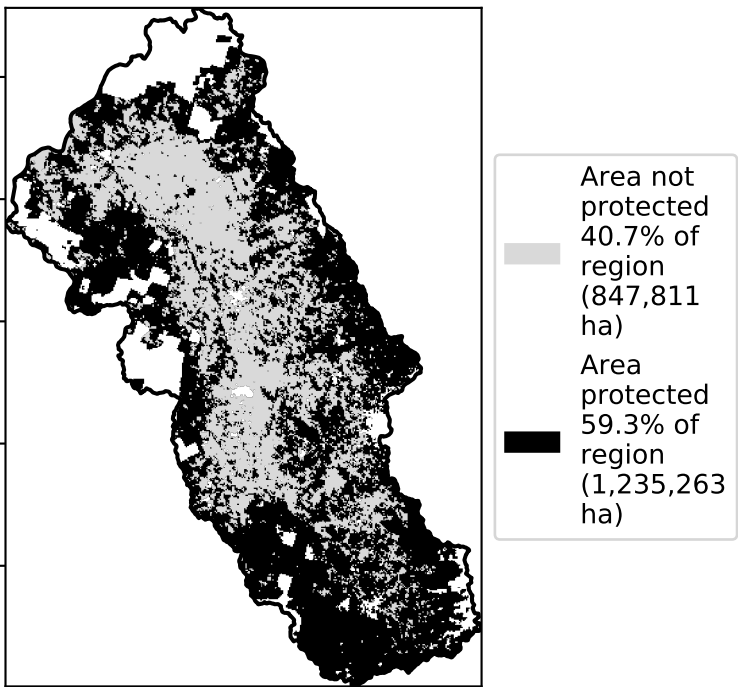 Area not
protected
40.7% of
region
(847,811
ha)
Area
protected
59.3% of
region
(1,235,263
ha)